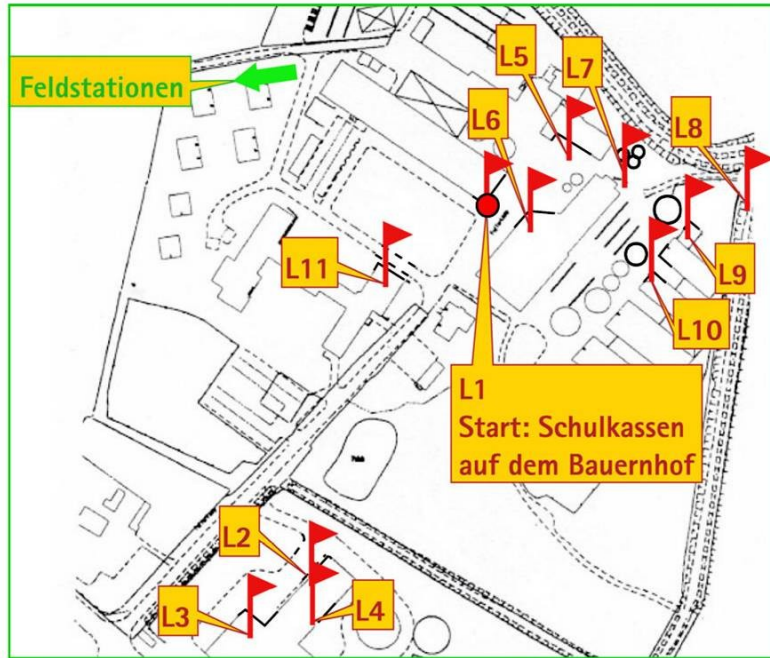 Feldstationen
L5
L7
L6
L8
L11
L9
L10
L1
Start: Schulkassen
auf dem Bauernhof
L2
L3
L4